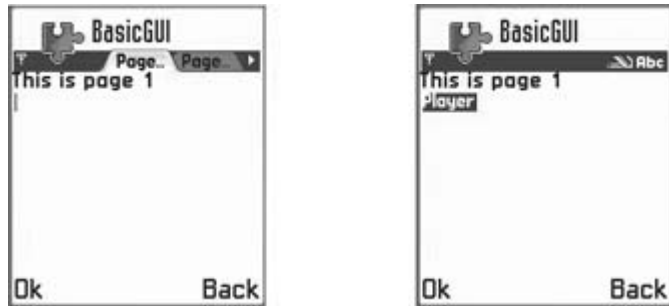 BasicGUI
Page.. Page..
This is page 1
Ok Back
BasicGUI
Abc
This is page 1
Player
Ok Back